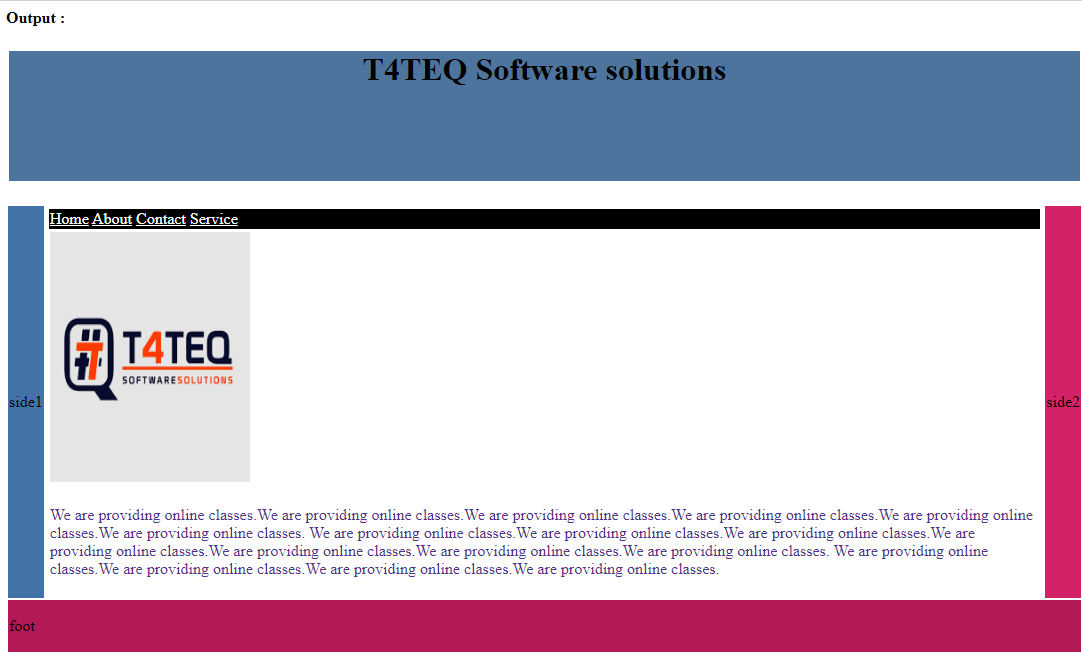 Output :
T4TEQ Software solutions
Home About Contact Service
T4TEQ
SOFTWARESOLUTIONS
side1
side2
We are providing online classes.We are providing online classes.We are providing online classes.We are providing online classes.We are providing online
classes.We are providing online classes. We are providing online classes.We are providing online classes.We are providing online classes.We are
providing online classes.We are providing online classes.We are providing online classes.We are providing online classes. We are providing online
classes.We are providing online classes.We are providing online classes.We are providing online classes.
foot